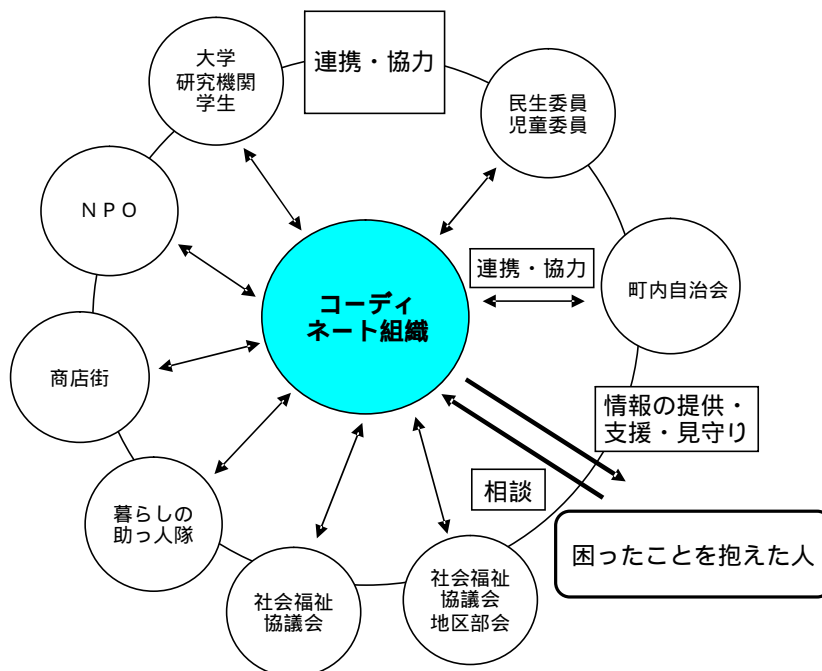 大学
研究機関
学生
連携・協力
民生委員
児童委員
ＮＰＯ
コーディ
ネート組織
連携・協力
町内自治会
商店街
情報の提供・
支援・見守り
相談
暮らしの
助っ人隊
困ったことを抱えた人
社会福祉
協議会
社会福祉
協議会
地区部会